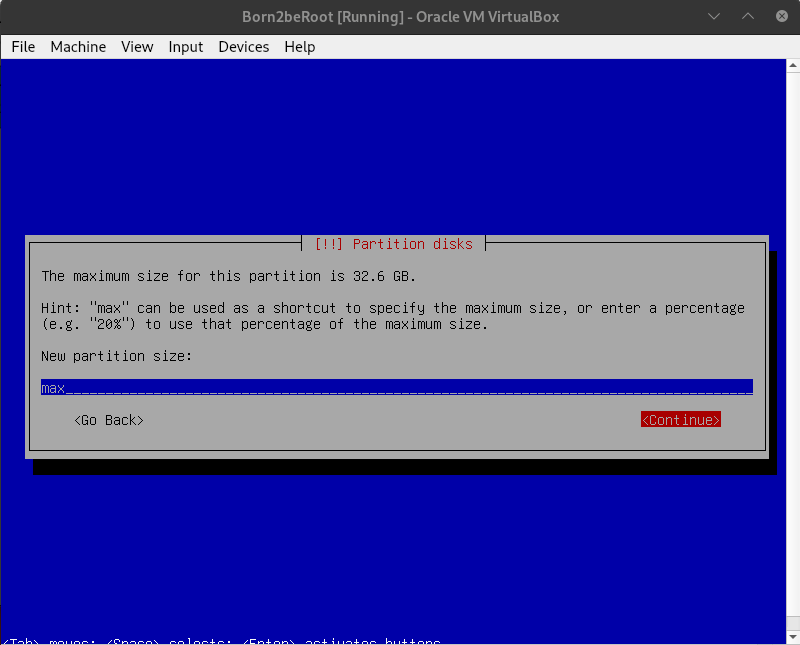 Born2beRoot [Running] - Oracle VM VirtualBox
File Machine View Input Devices Help
[!!] Partition disks
The maximum size for this partition is 32.6 GB.
Hint: "max" can be used as a shortcut to specify the maximum size, or enter a percentage
(e.g. "20%") to use that percentage of the maximum size.
New partition size:
max
<Go Back> <Continue>
<Tab> moves; <Space> selects; <Enter> activates buttons